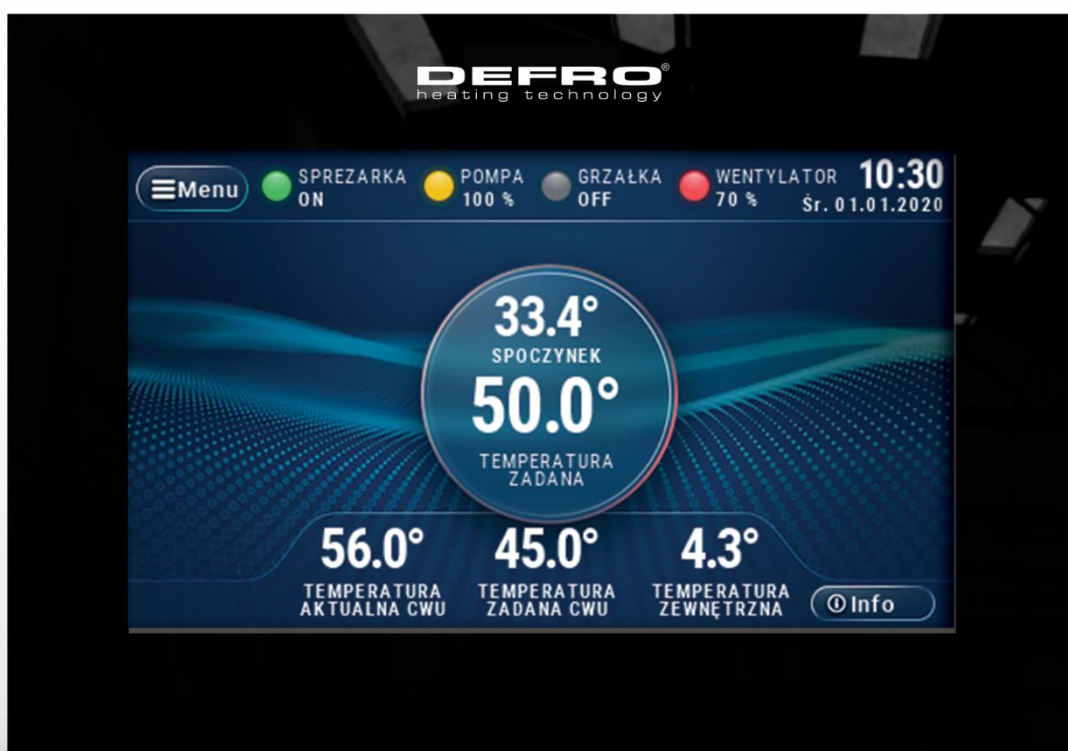 DEFRO®
heating technology
Menu
SPREZARKA
ON
POMPA
100 %
GRZAŁKA
OFF
WENTYLATOR
70 %
10:30
Śr. 01.01.2020
33.4°
SPOCZYNEK
50.0°
TEMPERATURA
ZADANA
56.0°
TEMPERATURA
AKTUALNA CWU
45.0°
TEMPERATURA
ZADANA CWU
4.3°
TEMPERATURA
ZEWNĘTRZNA
Info